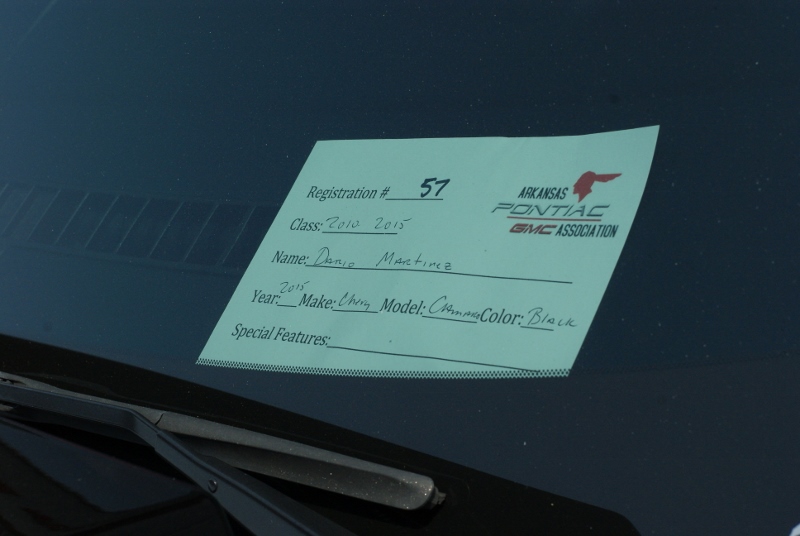 Registration # 57
ARKANSAS
PONTIAC
GMC ASSOCIATION
Class: 2010 2015
Name: Dario Martinez
Year: 2015 Make: Chevy Model: Camaro Color: Black
Special Features: